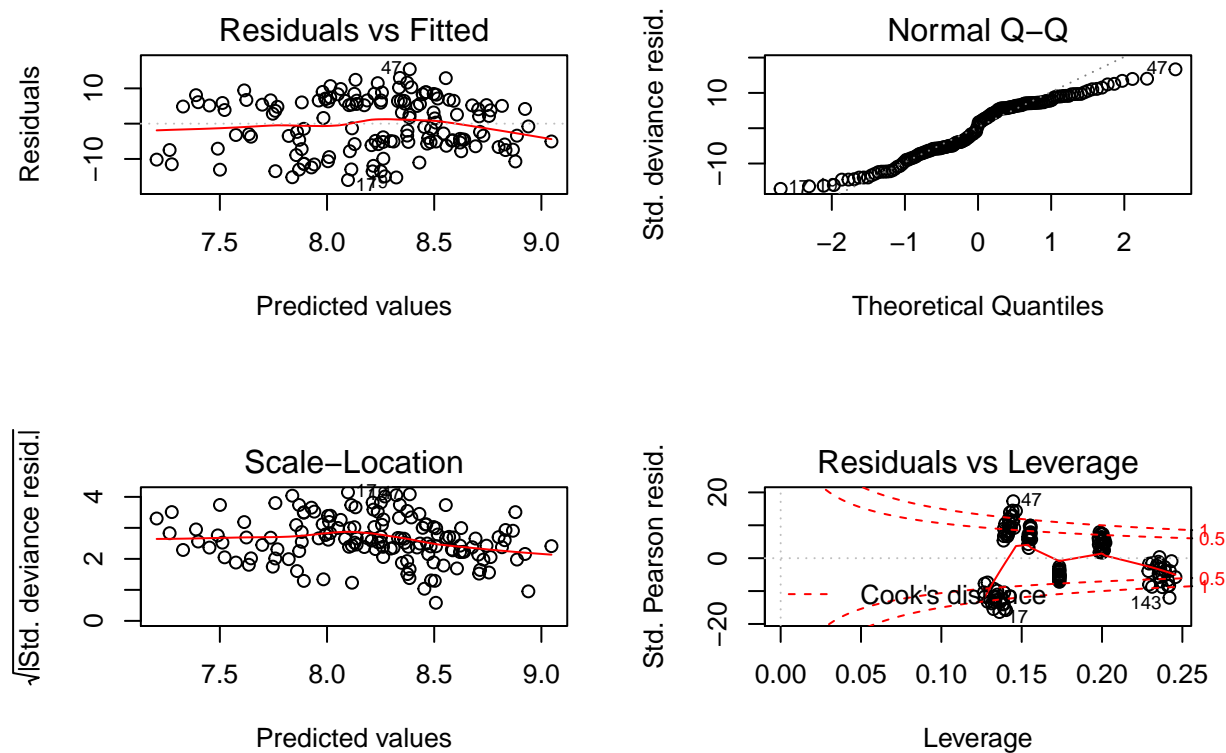 Residuals vs Fitted
Residuals
10
−10
47
179
7.5 8.0 8.5 9.0
Predicted values
Normal Q−Q
Std. deviance resid.
10
−10
47
17
−2 −1 0 1 2
Theoretical Quantiles
Scale−Location
√|Std. deviance resid.|
4
2
0
7.5 8.0 8.5 9.0
Predicted values
Residuals vs Leverage
Std. Pearson resid.
20
0
−20
47
1
0.5
0.5
1
Cook's distance
143
17
0.00 0.05 0.10 0.15 0.20 0.25
Leverage